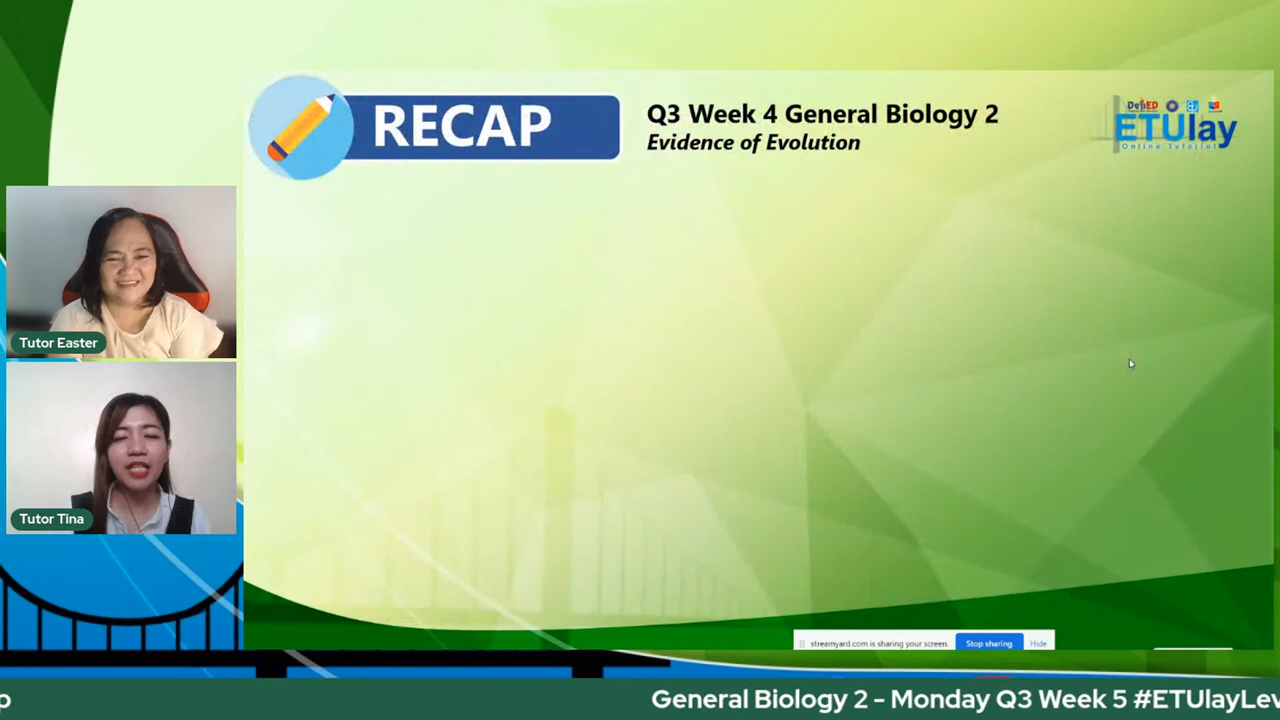 RECAP
Q3 Week 4 General Biology 2
Evidence of Evolution
DepED
ETUlay
Online Tutorial
Tutor Easter
Tutor Tina
streamyard.com is sharing your screen.
Stop sharing
Hide
p
General Biology 2 - Monday Q3 Week 5 #ETUlayLev